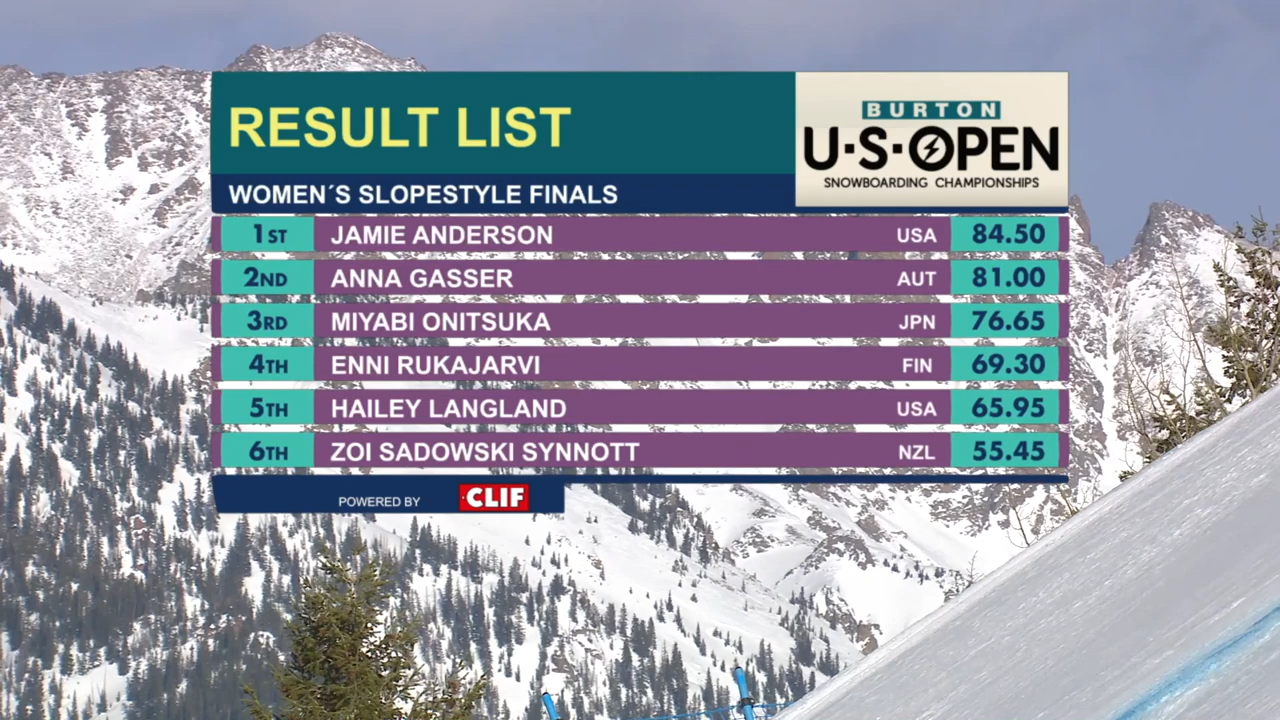 RESULT LIST
BURTON
U·S·OPEN
SNOWBOARDING CHAMPIONSHIPS
WOMEN´S SLOPESTYLE FINALS
1ST JAMIE ANDERSON USA 84.50
2ND ANNA GASSER AUT 81.00
3RD MIYABI ONITSUKA JPN 76.65
4TH ENNI RUKAJARVI FIN 69.30
5TH HAILEY LANGLAND USA 65.95
6TH ZOI SADOWSKI SYNNOTT NZL 55.45
POWERED BY CLIF